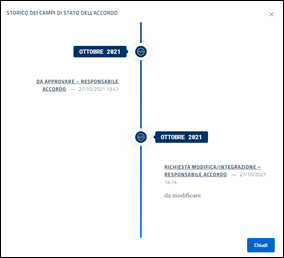 STORICO DEI CAMPI DI STATO DELL'ACCORDO
OTTOBRE 2021
DA APPROVARE – RESPONSABILE
ACCORDO — 27/10/2021 13:47
OTTOBRE 2021
RICHIESTA MODIFICA/INTEGRAZIONE –
RESPONSABILE ACCORDO — 27/10/2021
14:14
da modificare
Chiudi